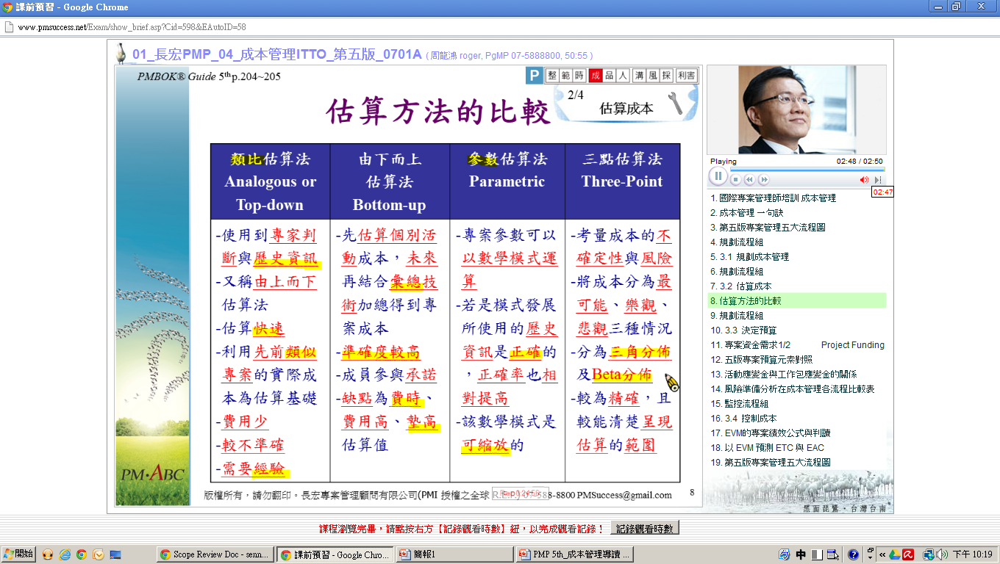 課前預習 - Google Chrome
www.pmsuccess.net/Exam/show_brief.asp?Cid=598&EAutoID=58
01_長宏PMP_04_成本管理ITTO_第五版_0701A ( 周龍鴻 roger, PgMP 07-5888800, 50:55 )
PMBOK® Guide 5th p.204~205
P 整 範 時 成 品 人 溝 風 採 利害
2/4
估算成本
估算方法的比較
類比估算法
Analogous or
Top-down
-使用到專家判
斷與歷史資訊
-又稱由上而下
估算法
-估算快速
-利用先前類似
專案的實際成
本為估算基礎
-費用少
-較不準確
-需要經驗
由下而上
估算法
Bottom-up
-先估算個別活
動成本，未來
再結合彙總技
術加總得到專
案成本
-準確度較高
-成員參與承諾
-缺點為費時、
費用高、墊高
估算值
參數估算法
Parametric
-專案參數可以
以數學模式運
算
-若是模式發展
所使用的歷史
資訊是正確的
，正確率也相
對提高
-該數學模式是
可縮放的
三點估算法
Three-Point
-考量成本的不
確定性與風險
-將成本分為最
可能、樂觀、
悲觀三種情況
-分為三角分佈
及Beta分佈
-較為精確，且
較能清楚呈現
估算的範圍
PM·ABC
版權所有，請勿翻印。長宏專案管理顧問有限公司(PMI 授權之全球 R.E.P.) 07-588-8800 PMSuccess@gmail.com
8
Playing
02:48 / 02:50
02:47
1. 國際專案管理師培訓 成本管理
2. 成本管理 一句訣
3. 第五版專案管理五大流程圖
4. 規劃流程組
5. 3.1 規劃成本管理
6. 規劃流程組
7. 3.2 估算成本
8. 估算方法的比較
9. 規劃流程組
10. 3.3 決定預算
11. 專案資金需求1/2 Project Funding
12. 五版專案預算元素對照
13. 活動應變金與工作包應變金的關係
14. 風險準備分析在成本管理各流程比較表
15. 監控流程組
16. 3.4 控制成本
17. EVM的專案績效公式與判讀
18. 以 EVM 預測 ETC 與 EAC
19. 第五版專案管理五大流程圖
黑面琵鷺．台灣台南
課程瀏覽完畢，請點按右方【記錄觀看時數】鈕，以完成觀看記錄！
記錄觀看時數
開始
Scope Review Doc - senn...
課前預習 - Google Chrom...
簡報1
PMP 5th_成本管理導讀 ...
中
下午 10:19